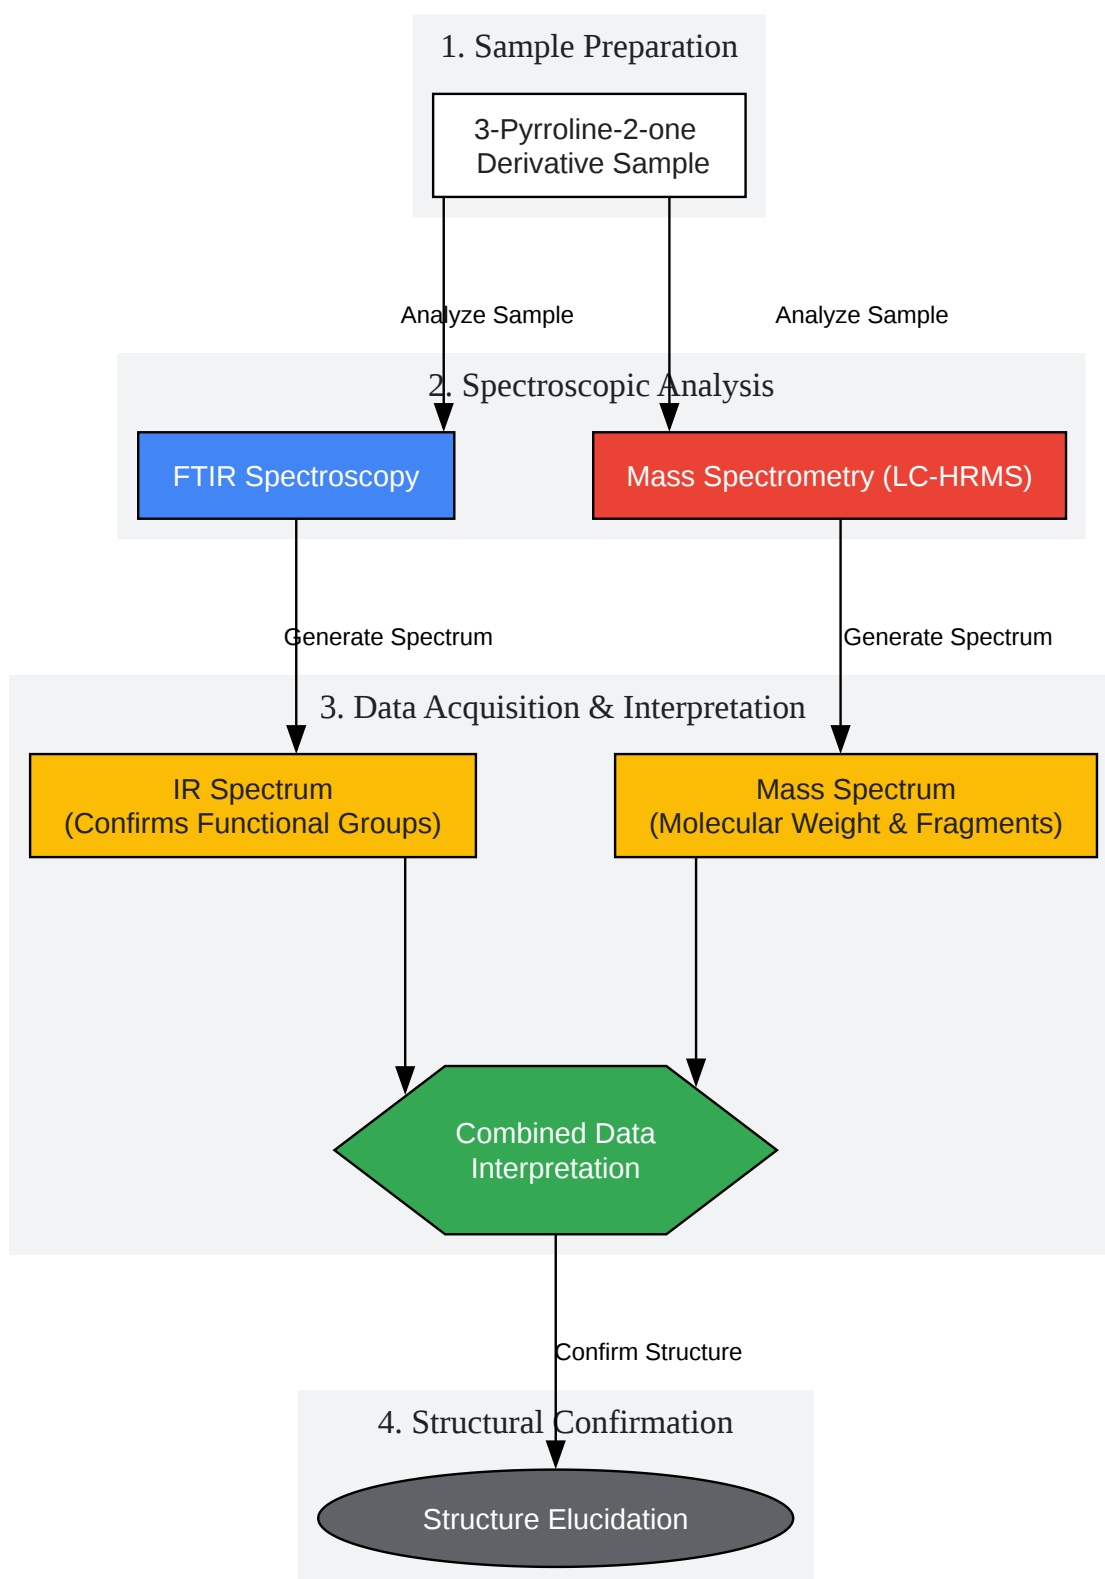 1. Sample Preparation
3-Pyrroline-2-one
Derivative Sample
Analyze Sample
Analyze Sample
2. Spectroscopic Analysis
FTIR Spectroscopy
Mass Spectrometry (LC-HRMS)
Generate Spectrum
Generate Spectrum
3. Data Acquisition & Interpretation
IR Spectrum
(Confirms Functional Groups)
Mass Spectrum
(Molecular Weight & Fragments)
Combined Data
Interpretation
Confirm Structure
4. Structural Confirmation
Structure Elucidation